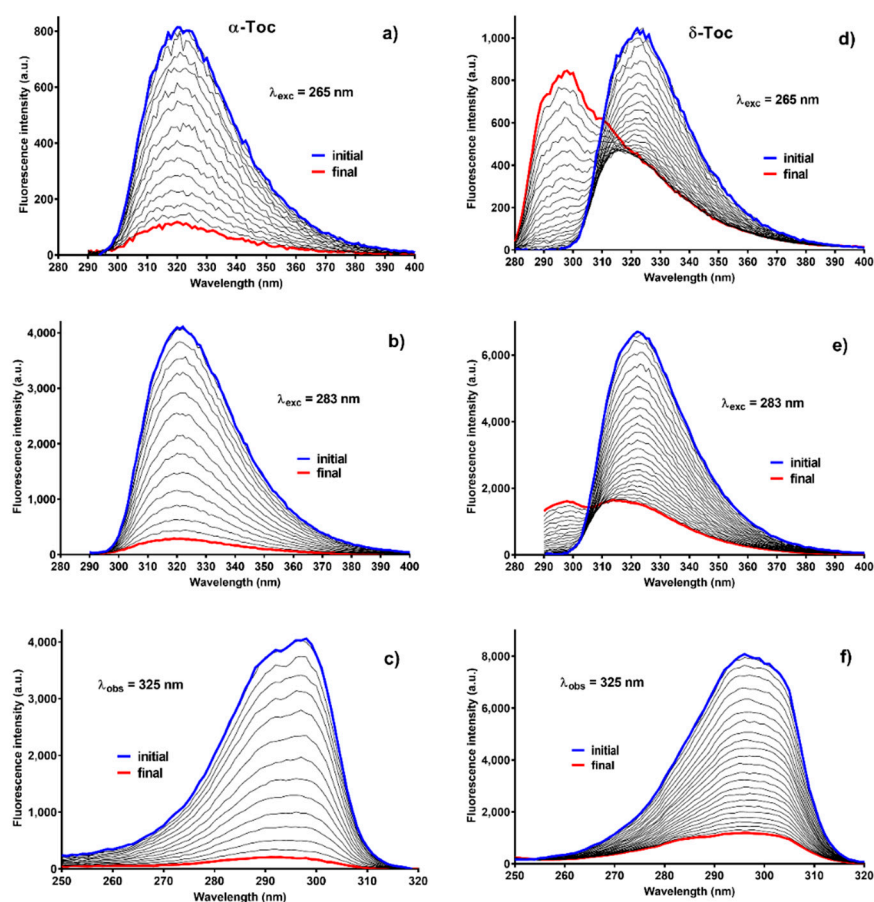 α-Toc
a)
λexc = 265 nm
initial
final
Fluorescence intensity (a.u.)
800
600
400
200
0
280 290 300 310 320 330 340 350 360 370 380 390 400
Wavelength (nm)
δ-Toc
d)
λexc = 265 nm
initial
final
Fluorescence intensity (a.u.)
1,000
800
600
400
200
0
280 290 300 310 320 330 340 350 360 370 380 390 400
Wavelength (nm)
b)
λexc = 283 nm
initial
final
Fluorescence intensity (a.u.)
4,000
3,000
2,000
1,000
0
280 290 300 310 320 330 340 350 360 370 380 390 400
Wavelength (nm)
e)
λexc = 283 nm
initial
final
Fluorescence intensity (a.u.)
6,000
4,000
2,000
0
280 290 300 310 320 330 340 350 360 370 380 390 400
Wavelength (nm)
c)
λobs = 325 nm
initial
final
Fluorescence intensity (a.u.)
4,000
3,000
2,000
1,000
0
250 260 270 280 290 300 310 320
Wavelength (nm)
f)
λobs = 325 nm
initial
final
Fluorescence intensity (a.u.)
8,000
6,000
4,000
2,000
0
250 260 270 280 290 300 310 320
Wavelength (nm)